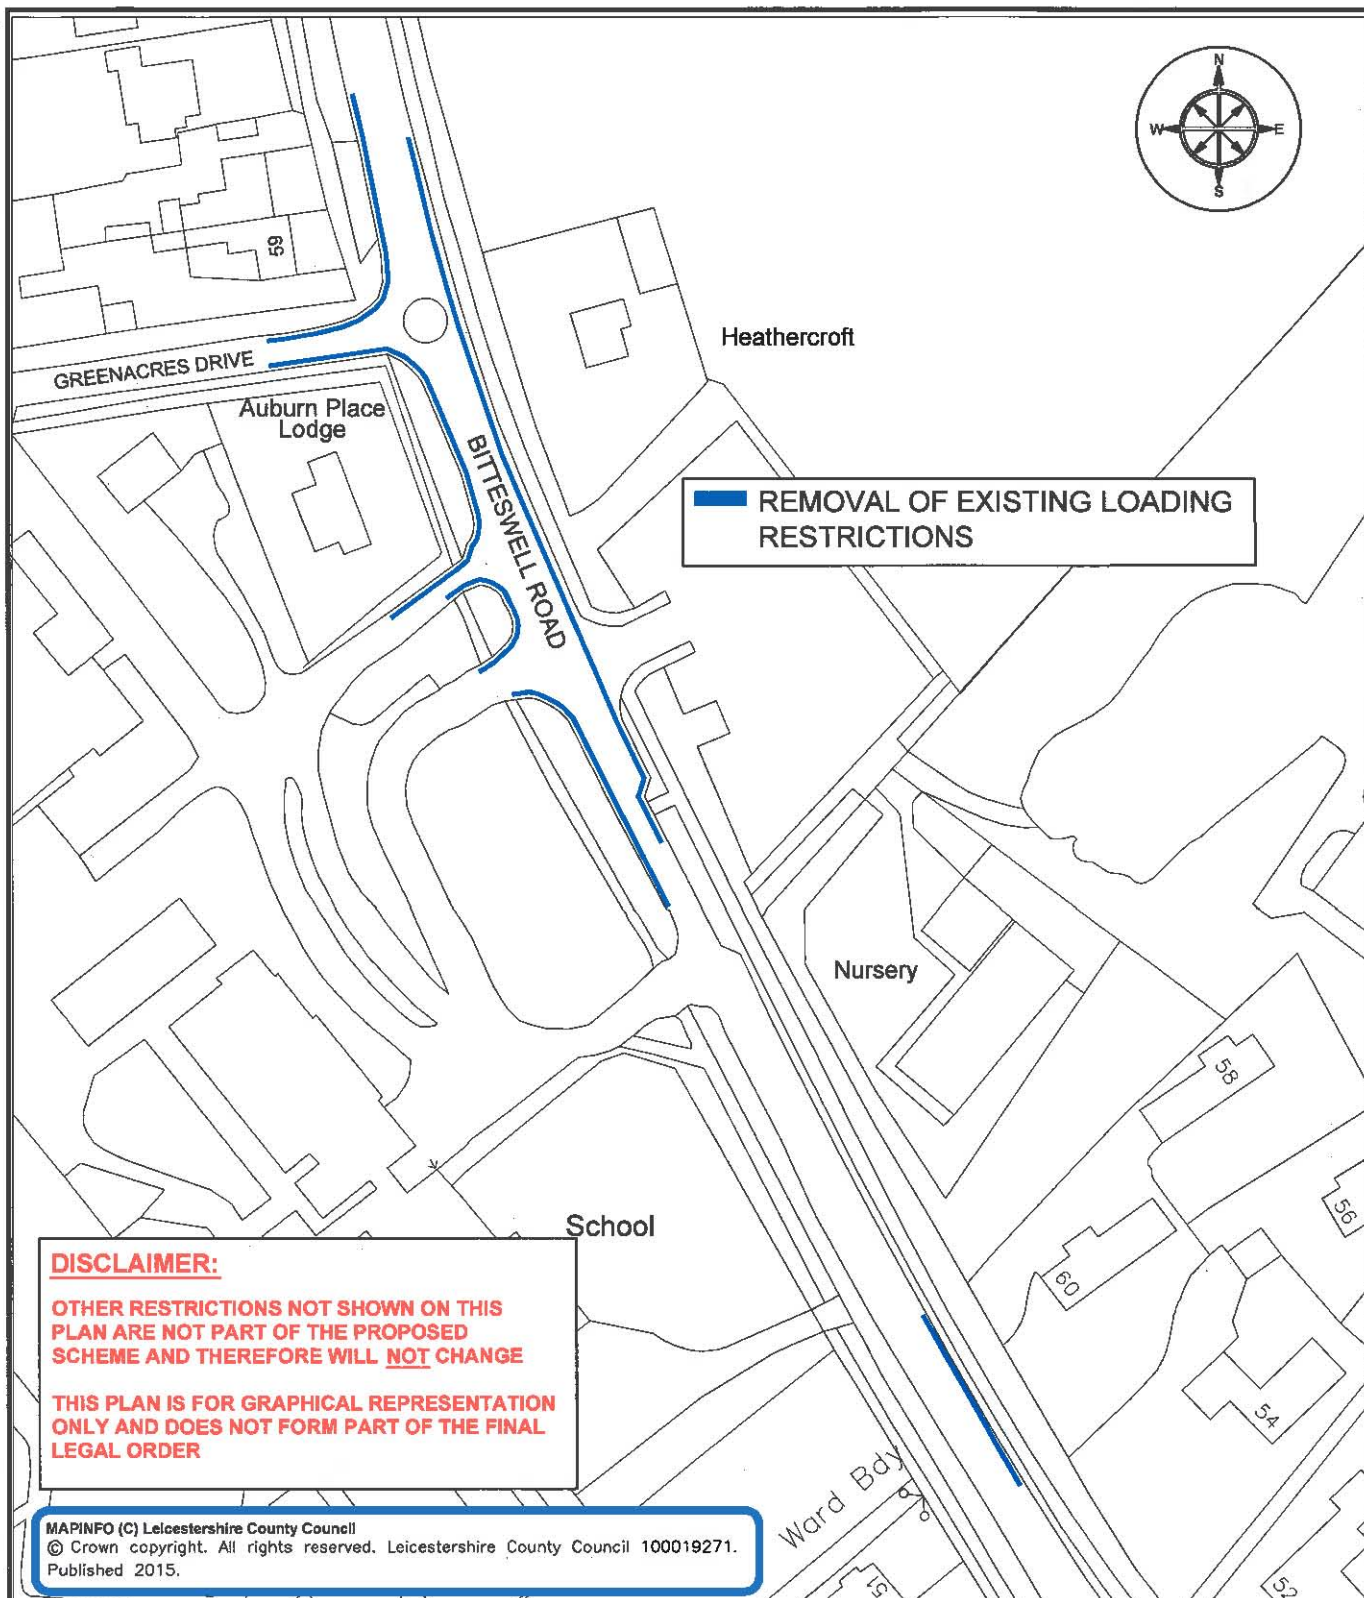 N
W E
S
59
Heathercroft
GREENACRES DRIVE
Auburn Place
Lodge
BITTESWELL ROAD
REMOVAL OF EXISTING LOADING
RESTRICTIONS
Nursery
58
56
School
60
54
DISCLAIMER:
OTHER RESTRICTIONS NOT SHOWN ON THIS
PLAN ARE NOT PART OF THE PROPOSED
SCHEME AND THEREFORE WILL NOT CHANGE
THIS PLAN IS FOR GRAPHICAL REPRESENTATION
ONLY AND DOES NOT FORM PART OF THE FINAL
LEGAL ORDER
Ward Bdy
MAPINFO (C) Leicestershire County Council
© Crown copyright. All rights reserved. Leicestershire County Council 100019271.
Published 2015.
51
52